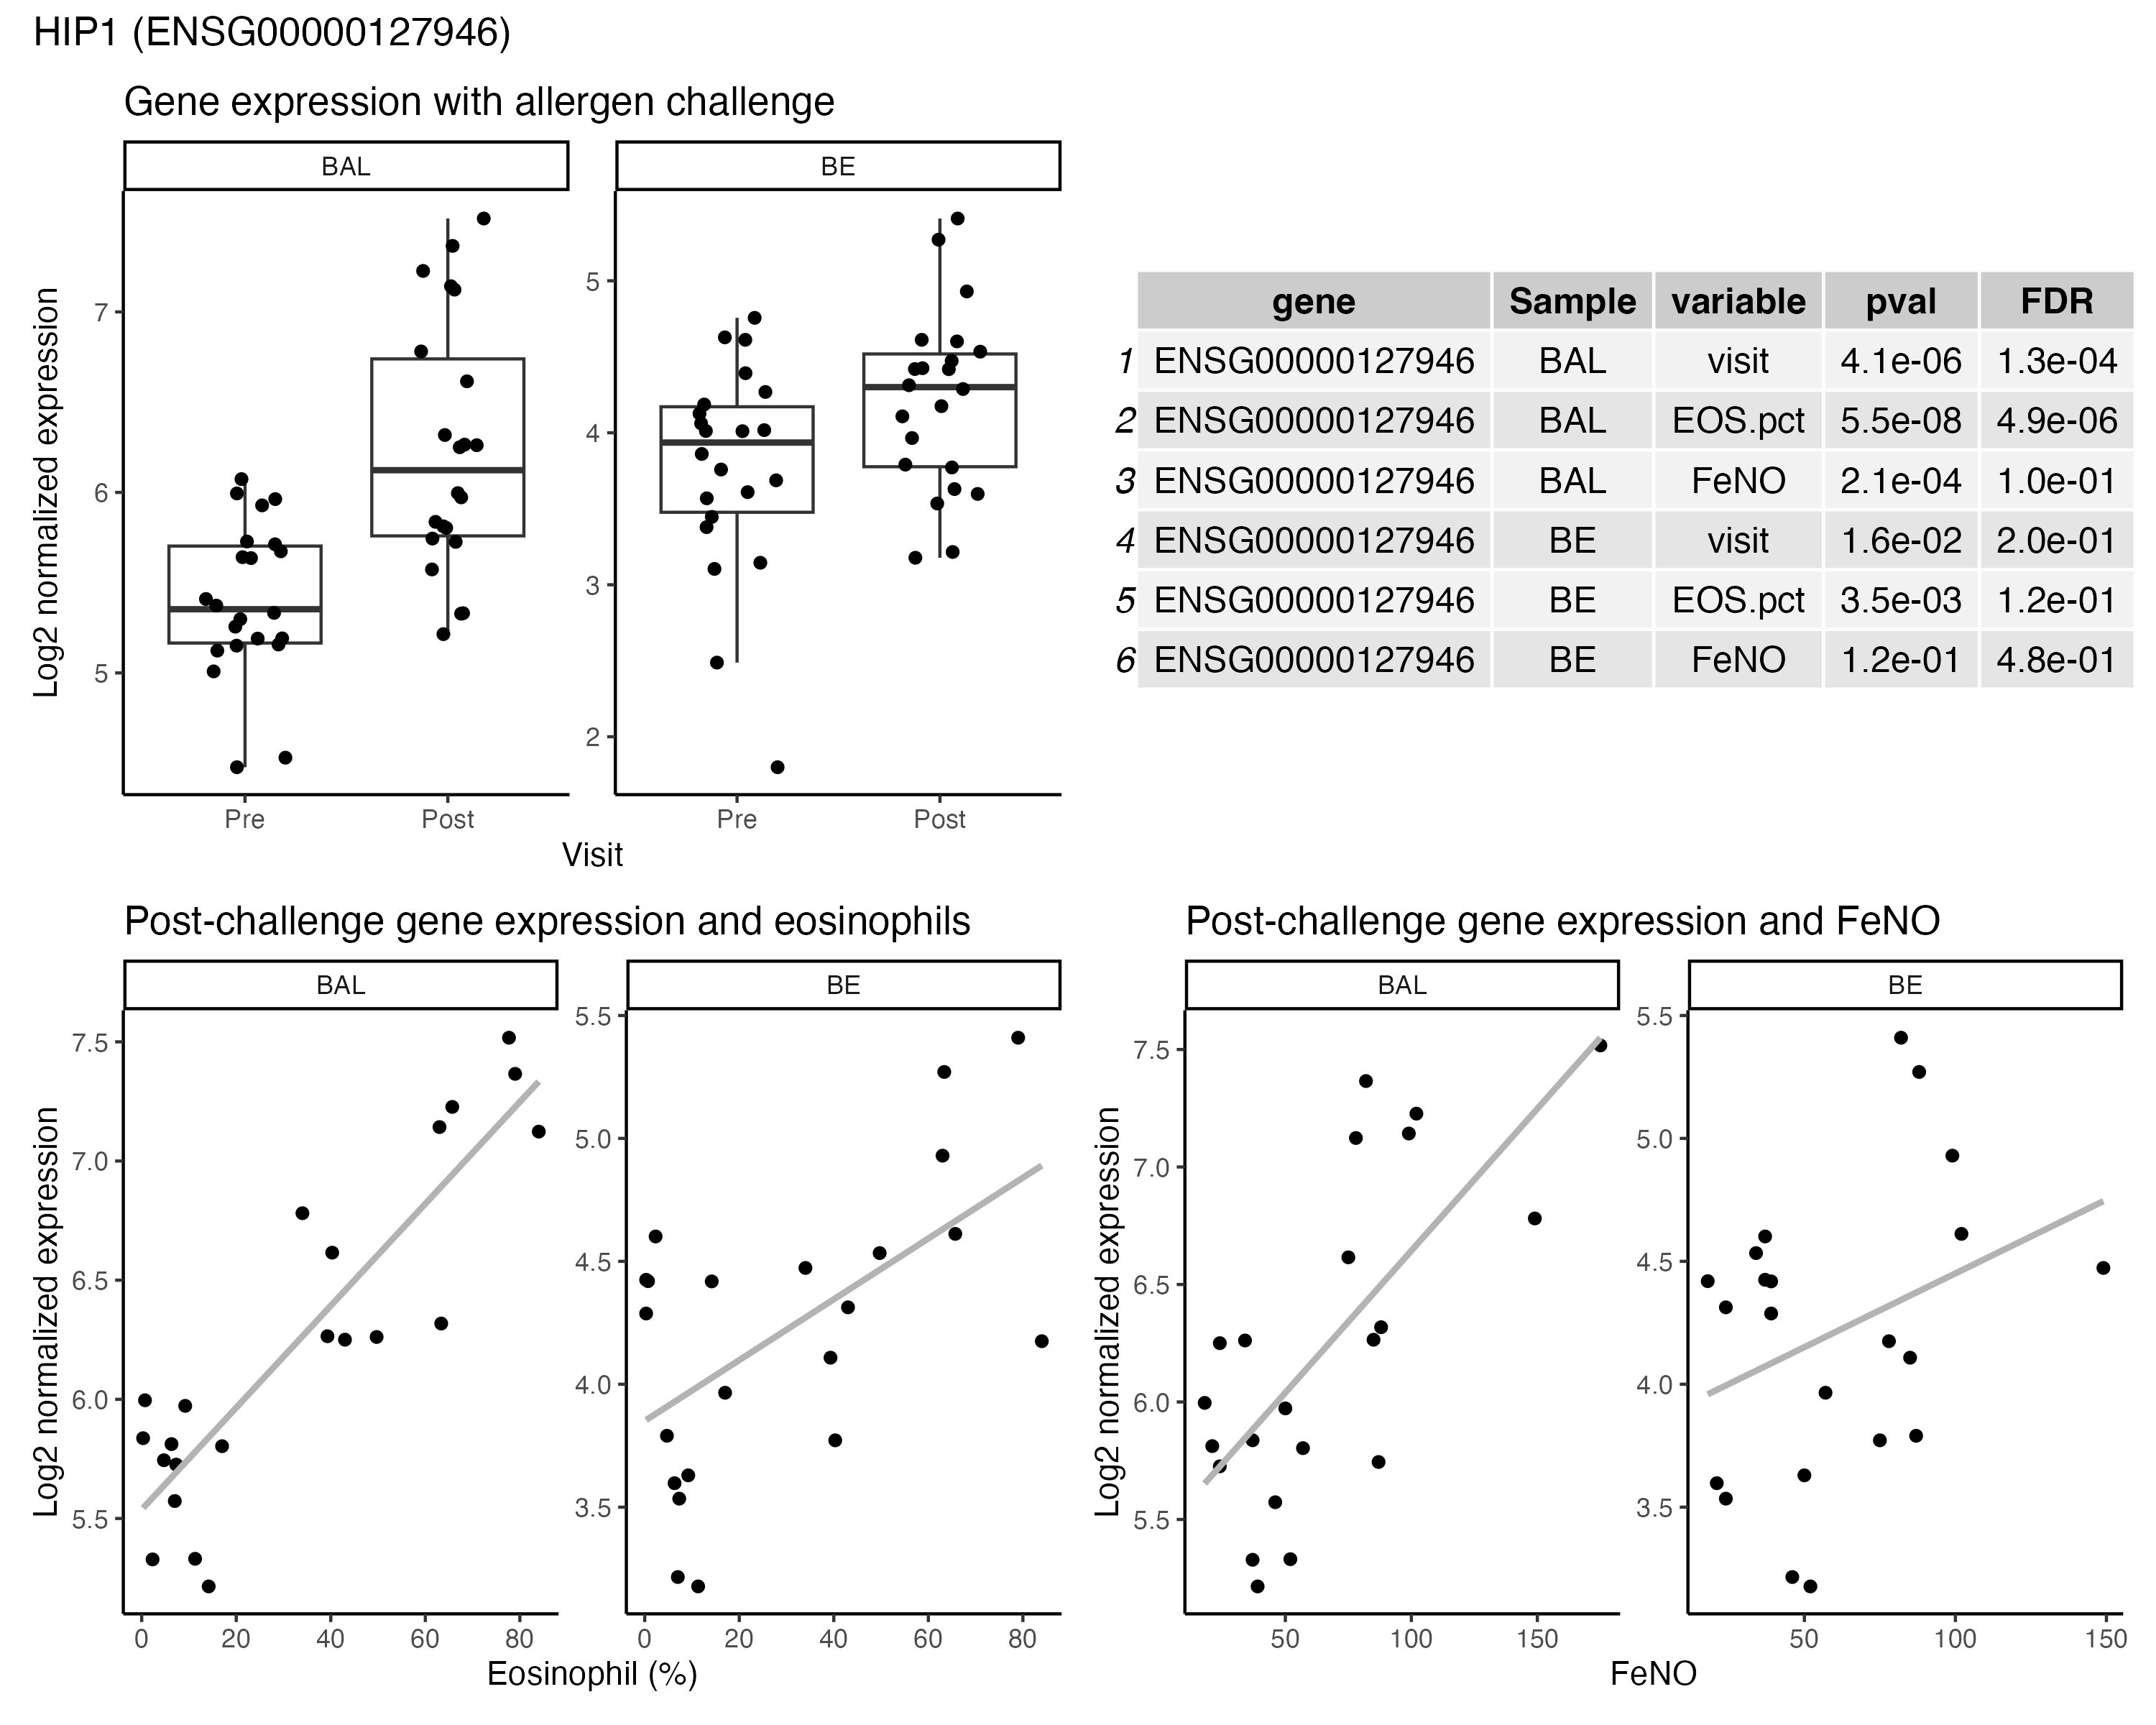 HIP1 (ENSG00000127946)
Gene expression with allergen challenge
BAL
BE
Log2 normalized expression
7
6
5
5
4
3
2
Pre
Post
Pre
Post
Visit
gene Sample variable pval FDR
1 ENSG00000127946 BAL visit 4.1e-06 1.3e-04
2 ENSG00000127946 BAL EOS.pct 5.5e-08 4.9e-06
3 ENSG00000127946 BAL FeNO 2.1e-04 1.0e-01
4 ENSG00000127946 BE visit 1.6e-02 2.0e-01
5 ENSG00000127946 BE EOS.pct 3.5e-03 1.2e-01
6 ENSG00000127946 BE FeNO 1.2e-01 4.8e-01
Post-challenge gene expression and eosinophils
BAL
BE
Log2 normalized expression
7.5
7.0
6.5
6.0
5.5
5.5
5.0
4.5
4.0
3.5
0 20 40 60 80
0 20 40 60 80
Eosinophil (%)
Post-challenge gene expression and FeNO
BAL
BE
Log2 normalized expression
7.5
7.0
6.5
6.0
5.5
5.5
5.0
4.5
4.0
3.5
50 100 150
50 100 150
FeNO